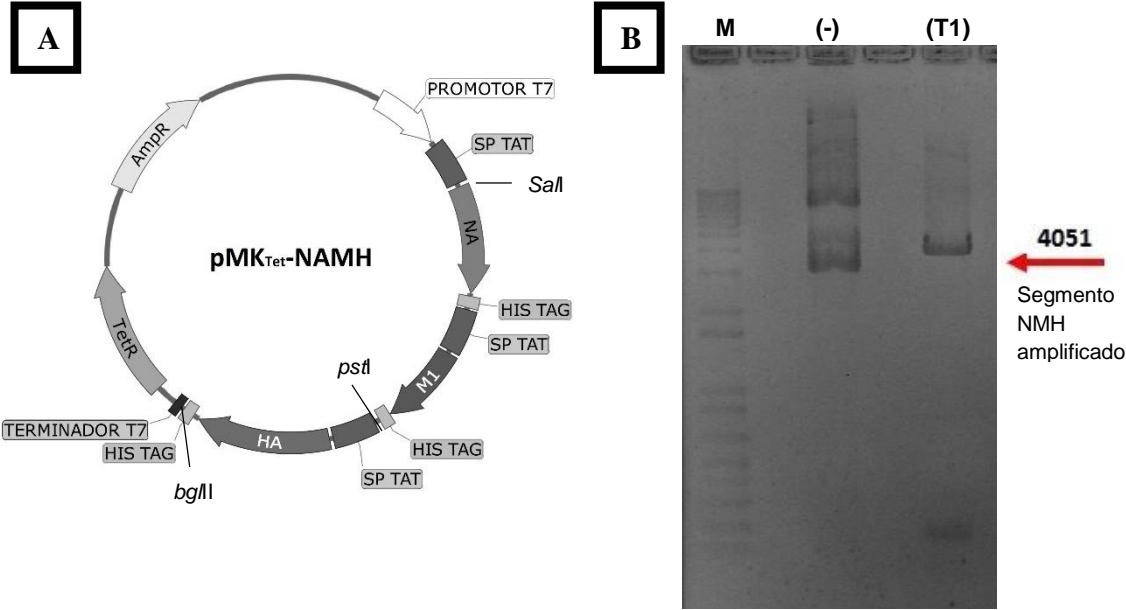 A
PROMOTOR T7
SP TAT
SalI
NA
HIS TAG
SP TAT
M1
pstI
HIS TAG
SP TAT
HA
bglII
HIS TAG
TERMINADOR T7
TetR
AmpR
pMKTet-NAMH
B
M
(-)
(T1)
4051
Segmento
NMH
amplificado